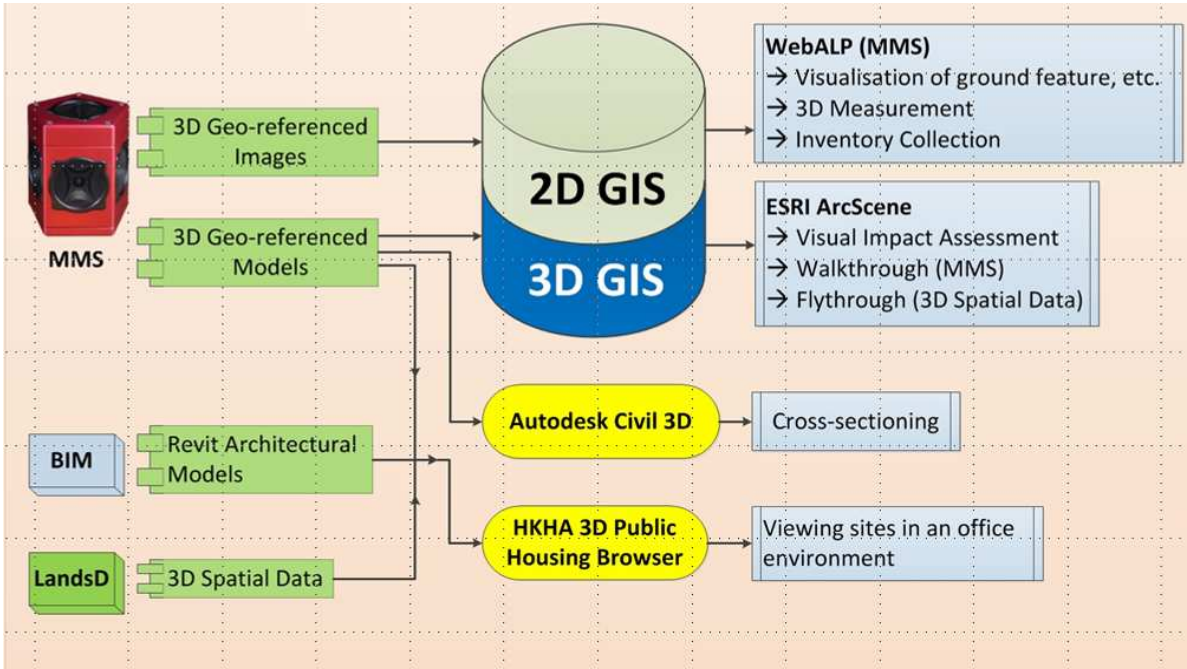 MMS
3D Geo-referenced
Images
3D Geo-referenced
Models
BIM
Revit Architectural
Models
LandsD
3D Spatial Data
2D GIS
3D GIS
Autodesk Civil 3D
HKHA 3D Public
Housing Browser
WebALP (MMS)
→ Visualisation of ground feature, etc.
→ 3D Measurement
→ Inventory Collection
ESRI ArcScene
→ Visual Impact Assessment
→ Walkthrough (MMS)
→ Flythrough (3D Spatial Data)
Cross-sectioning
Viewing sites in an office
environment